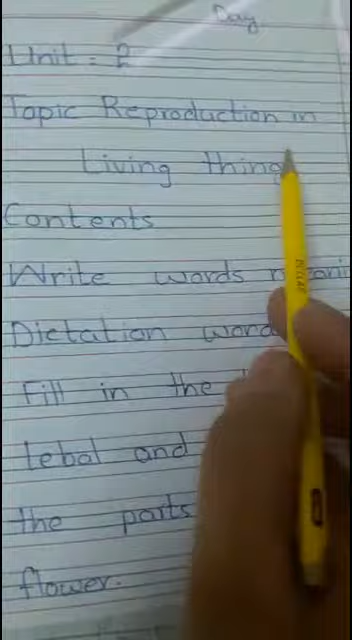 Day
Unit : 2
Topic Reproduction in
Living thing
Contents
Write words
Dictation word
Fill in the
lebal and
the parts
flower.